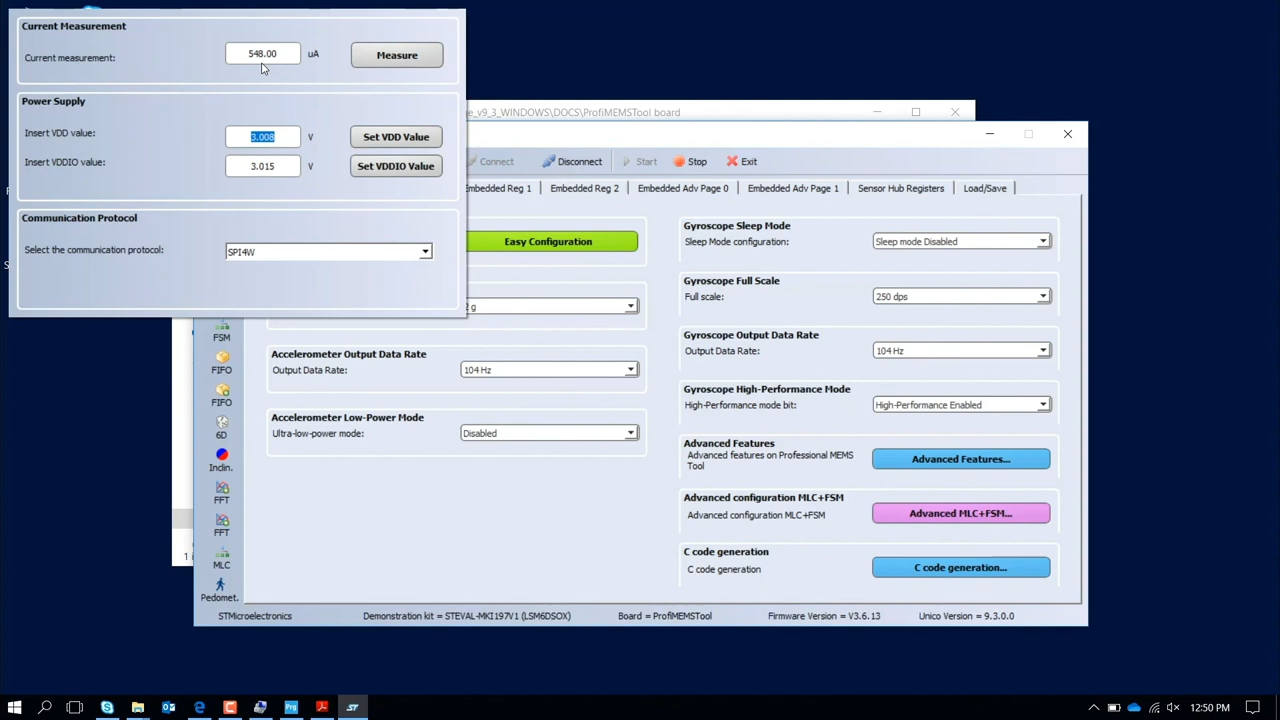 Current Measurement
Current measurement: 548.00 uA Measure
Power Supply
Insert VDD value: 3.008 V Set VDD Value
Insert VDDIO value: 3.015 V Set VDDIO Value
Communication Protocol
Select the communication protocol: SPI4W
_v9_3_WINDOWS\DOCS\ProfiMEMSTool board
Connect Disconnect Start Stop Exit
Embedded Reg 1 Embedded Reg 2 Embedded Adv Page 0 Embedded Adv Page 1 Sensor Hub Registers Load/Save
Easy Configuration
2 g
Accelerometer Output Data Rate
Output Data Rate: 104 Hz
Accelerometer Low-Power Mode
Ultra-low-power mode: Disabled
Gyroscope Sleep Mode
Sleep Mode configuration: Sleep mode Disabled
Gyroscope Full Scale
Full scale: 250 dps
Gyroscope Output Data Rate
Output Data Rate: 104 Hz
Gyroscope High-Performance Mode
High-Performance mode bit: High-Performance Enabled
Advanced Features
Advanced features on Professional MEMS
Tool
Advanced Features...
Advanced configuration MLC+FSM
Advanced configuration MLC+FSM Advanced MLC+FSM...
C code generation
C code generation C code generation...
FSM
FIFO
FIFO
6D
Inclin.
FFT
FFT
MLC
Pedomet.
STMicroelectronics Demonstration kit = STEVAL-MKI197V1 (LSM6DSOX) Board = ProfiMEMSTool Firmware Version = V3.6.13 Unico Version = 9.3.0.0
12:50 PM